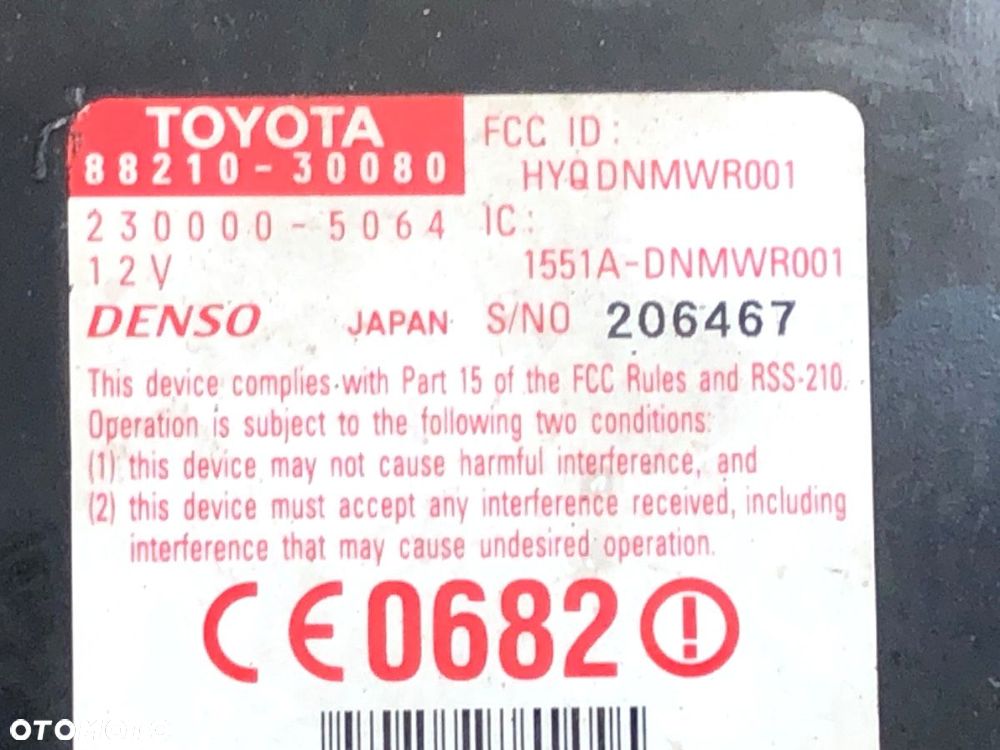 TOYOTA
88210-30080
FCC ID:
HYQDNMWR001
230000-5064
IC:
12V
1551A-DNMWR001
DENSO JAPAN S/NO 206467
This device complies with Part 15 of the FCC Rules and RSS-210.
Operation is subject to the following two conditions:
(1) this device may not cause harmful interference, and
(2) this device must accept any interference received, including
interference that may cause undesired operation.
CE0682
OTOMOTO